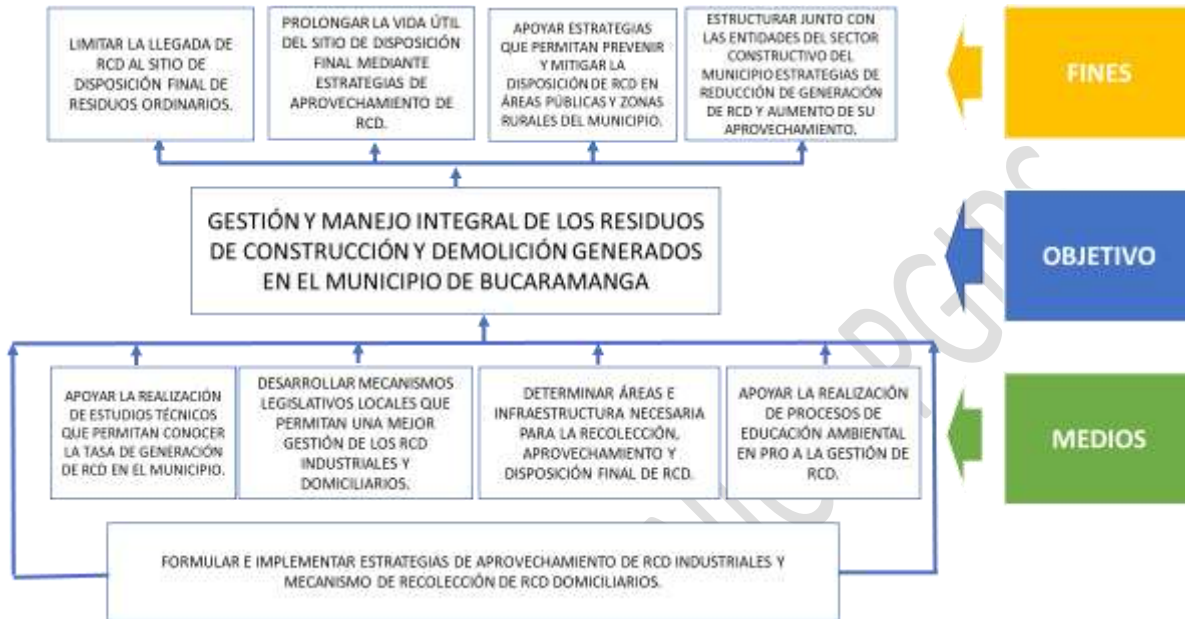 LIMITAR LA LLEGADA DE
RCD AL SITIO DE
DISPOSICIÓN FINAL DE
RESIDUOS ORDINARIOS.
PROLONGAR LA VIDA ÚTIL
DEL SITIO DE DISPOSICIÓN
FINAL MEDIANTE
ESTRATEGIAS DE
APROVECHAMIENTO DE
RCD.
APOYAR ESTRATEGIAS
QUE PERMITAN PREVENIR
Y MITIGAR LA
DISPOSICIÓN DE RCD EN
ÁREAS PÚBLICAS Y ZONAS
RURALES DEL MUNICIPIO.
ESTRUCTURAR JUNTO CON
LAS ENTIDADES DEL SECTOR
CONSTRUCTIVO DEL
MUNICIPIO ESTRATEGIAS DE
REDUCCIÓN DE GENERACIÓN
DE RCD Y AUMENTO DE SU
APROVECHAMIENTO.
FINES
GESTIÓN Y MANEJO INTEGRAL DE LOS RESIDUOS
DE CONSTRUCCIÓN Y DEMOLICIÓN GENERADOS
EN EL MUNICIPIO DE BUCARAMANGA
OBJETIVO
APOYAR LA REALIZACIÓN
DE ESTUDIOS TÉCNICOS
QUE PERMITAN CONOCER
LA TASA DE GENERACIÓN
DE RCD EN EL MUNICIPIO.
DESARROLLAR MECANISMOS
LEGISLATIVOS LOCALES QUE
PERMITAN UNA MEJOR
GESTIÓN DE LOS RCD
INDUSTRIALES Y
DOMICILIARIOS.
DETERMINAR ÁREAS E
INFRAESTRUCTURA NECESARIA
PARA LA RECOLECCIÓN,
APROVECHAMIENTO Y
DISPOSICIÓN FINAL DE RCD.
APOYAR LA REALIZACIÓN
DE PROCESOS DE
EDUCACIÓN AMBIENTAL
EN PRO A LA GESTIÓN DE
RCD.
MEDIOS
FORMULAR E IMPLEMENTAR ESTRATEGIAS DE APROVECHAMIENTO DE RCD INDUSTRIALES Y
MECANISMO DE RECOLECCIÓN DE RCD DOMICILIARIOS.